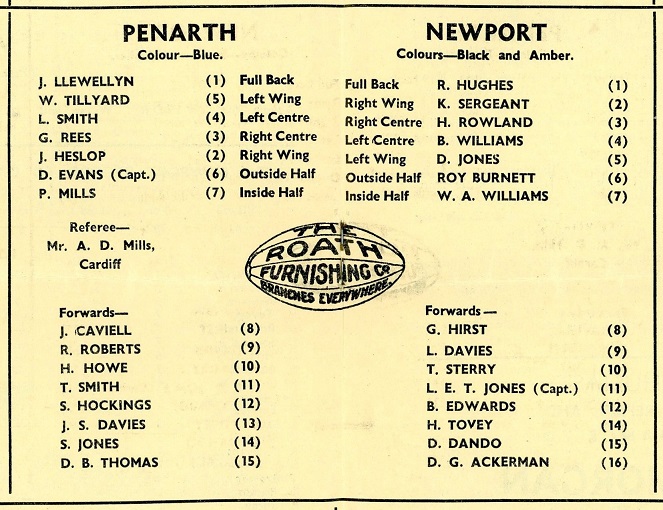 PENARTH
Colour—Blue.
J. LLEWELLYN (1) Full Back
W. TILLYARD (5) Left Wing
L. SMITH (4) Left Centre
G. REES (3) Right Centre
J. HESLOP (2) Right Wing
D. EVANS (Capt.) (6) Outside Half
P. MILLS (7) Inside Half
Referee—
Mr. A. D. Mills,
Cardiff
Forwards—
J. CAVIELL (8)
R. ROBERTS (9)
H. HOWE (10)
T. SMITH (11)
S. HOCKINGS (12)
J. S. DAVIES (13)
S. JONES (14)
D. B. THOMAS (15)
THE
ROATH
FURNISHING CO
BRANCHES EVERYWHERE.
NEWPORT
Colours—Black and Amber.
Full Back R. HUGHES (1)
Right Wing K. SERGEANT (2)
Right Centre H. ROWLAND (3)
Left Centre B. WILLIAMS (4)
Left Wing D. JONES (5)
Outside Half ROY BURNETT (6)
Inside Half W. A. WILLIAMS (7)
Forwards—
G. HIRST (8)
L. DAVIES (9)
T. STERRY (10)
L. E. T. JONES (Capt.) (11)
B. EDWARDS (12)
H. TOVEY (14)
D. DANDO (15)
D. G. ACKERMAN (16)